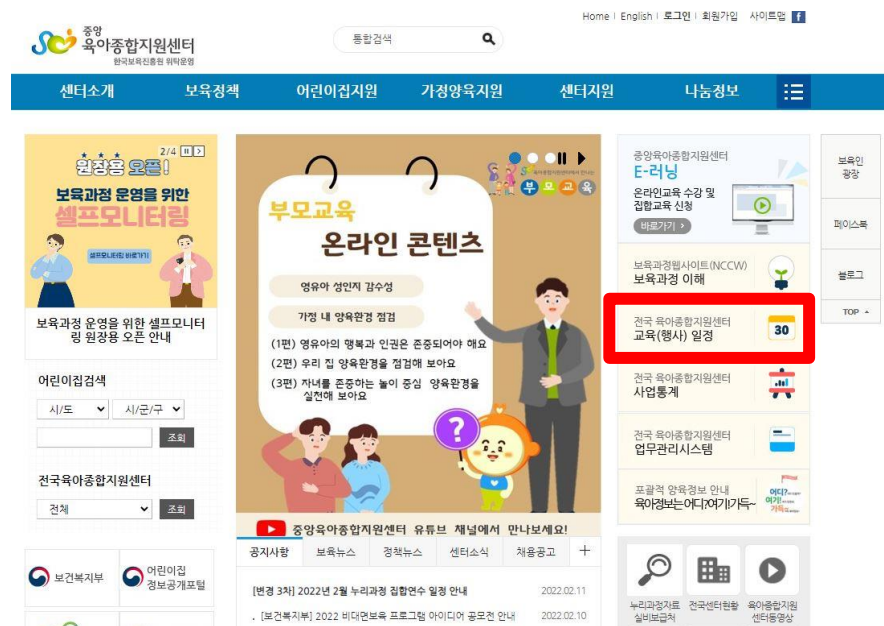 Home | English | 로그인 | 회원가입 사이트맵 f
중앙
육아종합지원센터
한국보육진흥원 위탁운영
통합검색
센터소개 보육정책 어린이집지원 가정양육지원 센터지원 나눔정보
2/4
원장용 오픈!
보육과정 운영을 위한
셀프모니터링
셀프모니터링 바로가기
보육과정 운영을 위한 셀프모니터
링 원장용 오픈 안내
어린이집검색
시/도 시/군/구
조회
전국육아종합지원센터
전체 조회
보건복지부
어린이집
정보공개포털
부모교육
부모교육
온라인 콘텐츠
영유아 성인지 감수성
가정 내 양육환경 점검
(1편) 영유아의 행복과 인권은 존중되어야 해요
(2편) 우리 집 양육환경을 점검해 보아요
(3편) 자녀를 존중하는 놀이 중심 양육환경을
실천해 보아요
?
중앙육아종합지원센터 유튜브 채널에서 만나보세요!
공지사항 보육뉴스 정책뉴스 센터소식 채용공고 +
[변경 3차] 2022년 2월 누리과정 집합연수 일정 안내 2022.02.11
. [보건복지부] 2022 비대면보육 프로그램 아이디어 공모전 안내 2022.02.10
중앙육아종합지원센터
E-러닝
온라인교육 수강 및
집합교육 신청
바로가기 >
보육과정웹사이트(NCCW)
보육과정 이해
전국 육아종합지원센터
교육(행사) 일정
30
전국 육아종합지원센터
사업통계
전국 육아종합지원센터
업무관리시스템
포괄적 양육정보 안내
육아정보는어디?여기!가득~
어디?
여기!
가득
누리과정자료
실비보급처
전국센터현황
육아종합지원
센터동영상
보육인
광장
페이스북
블로그
TOP